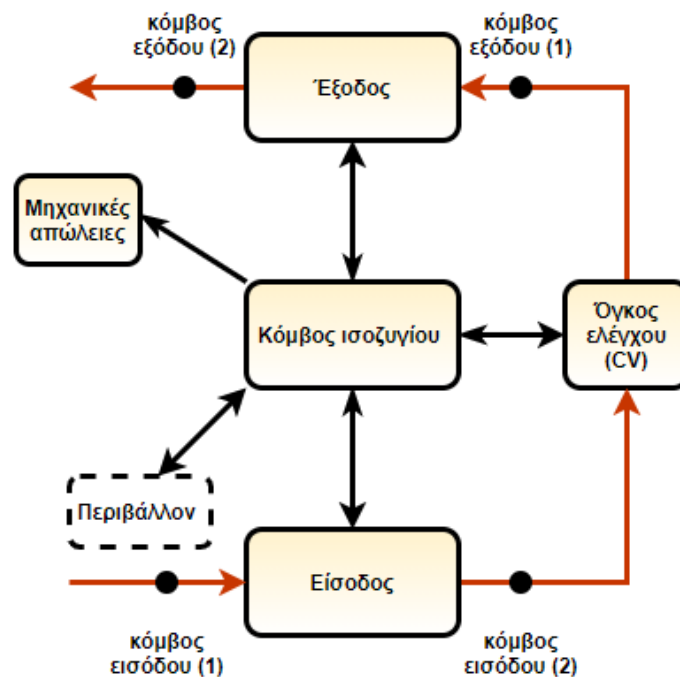 κόμβος
εξόδου (2)
κόμβος
εξόδου (1)
Έξοδος
Μηχανικές
απώλειες
Κόμβος ισοζυγίου
Όγκος
ελέγχου
(CV)
Περιβάλλον
Είσοδος
κόμβος
εισόδου (1)
κόμβος
εισόδου (2)